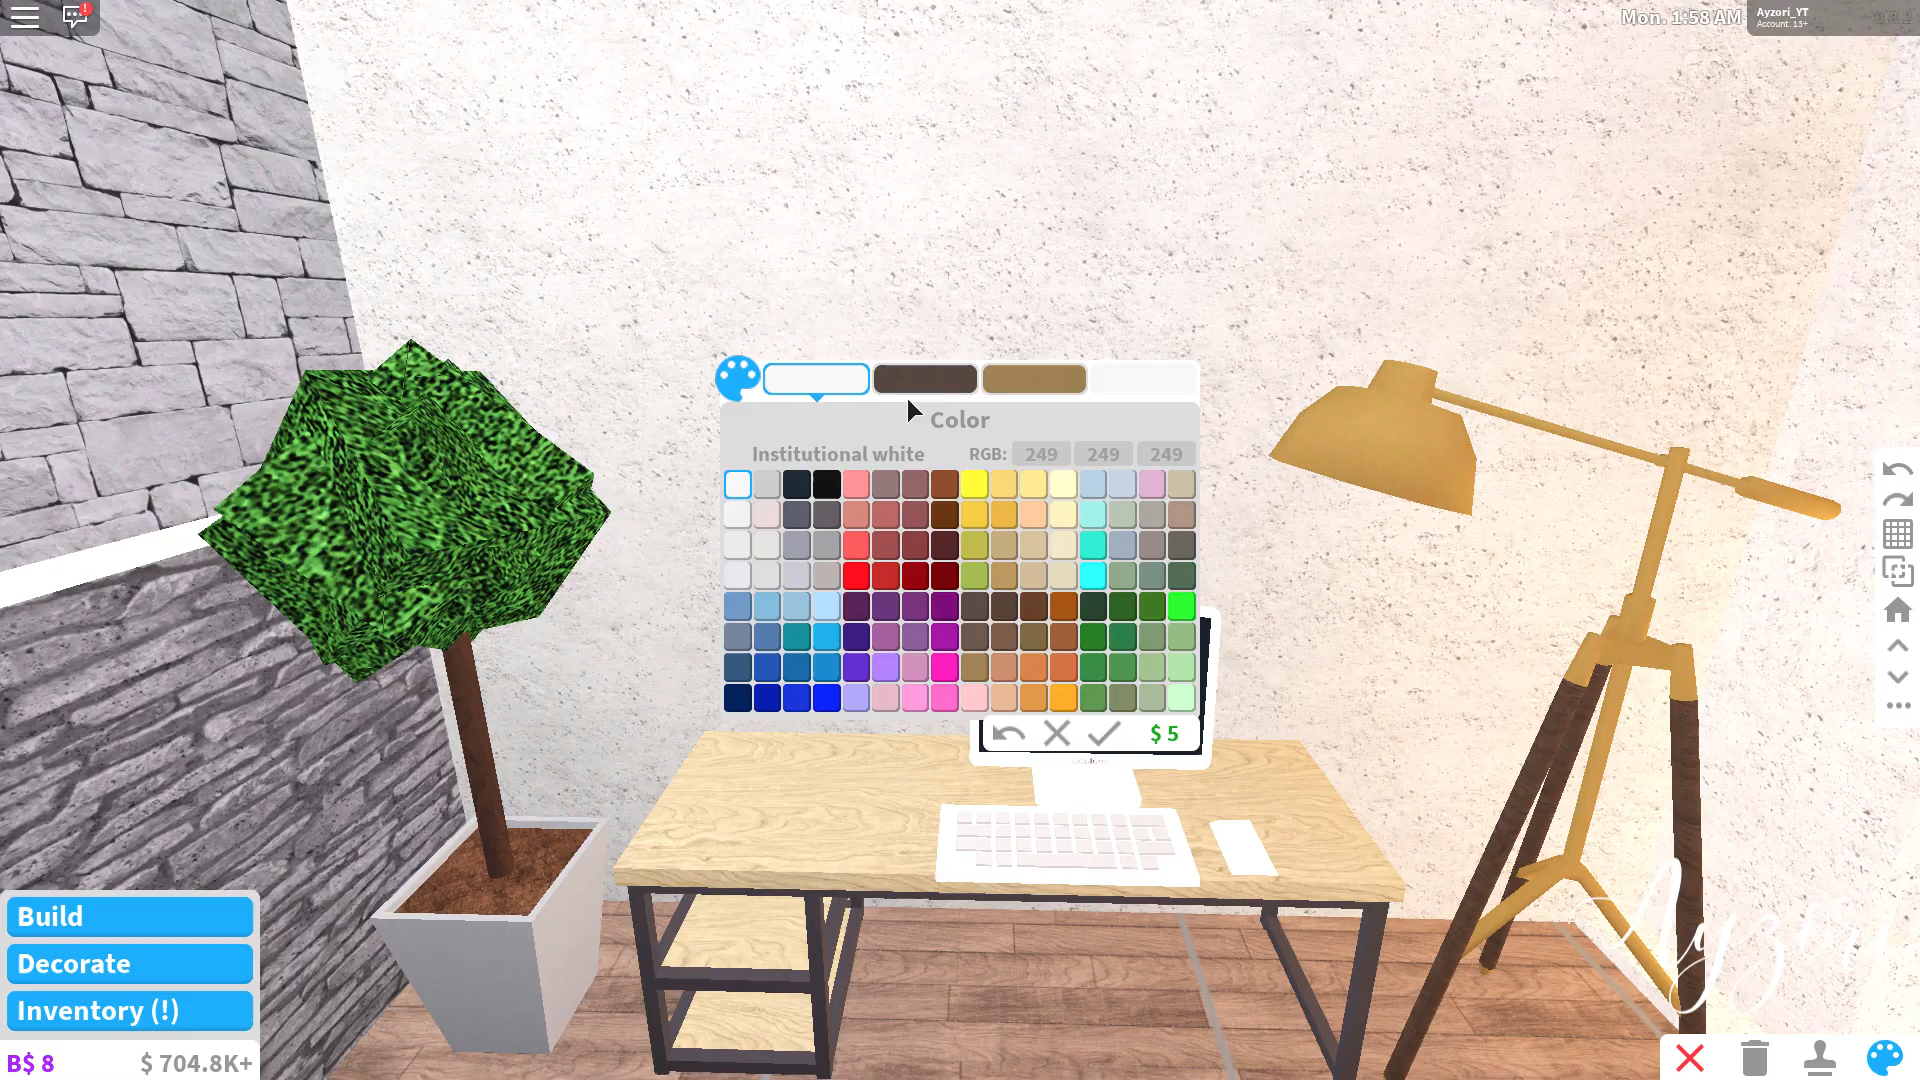 Mon. 1:58 AM
Ayzori_YT
Account: 13+
Color
Institutional white
RGB: 249 249 249
$ 5
Build
Decorate
Inventory (!)
B$ 8
$ 704.8K+
Ayzori